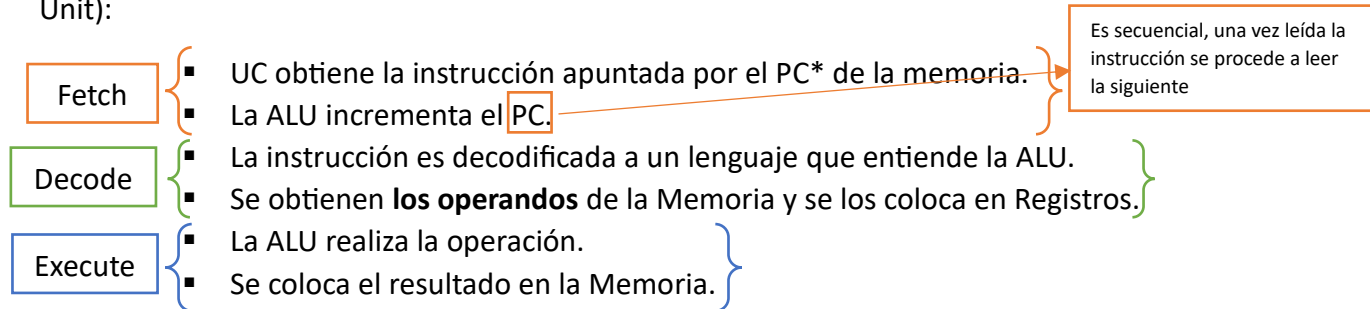 Unit):
Es secuencial, una vez leída la
instrucción se procede a leer
la siguiente
Fetch
▪ UC obtiene la instrucción apuntada por el PC* de la memoria.
▪ La ALU incrementa el PC.
Decode
▪ La instrucción es decodificada a un lenguaje que entiende la ALU.
▪ Se obtienen los operandos de la Memoria y se los coloca en Registros.
Execute
▪ La ALU realiza la operación.
▪ Se coloca el resultado en la Memoria.